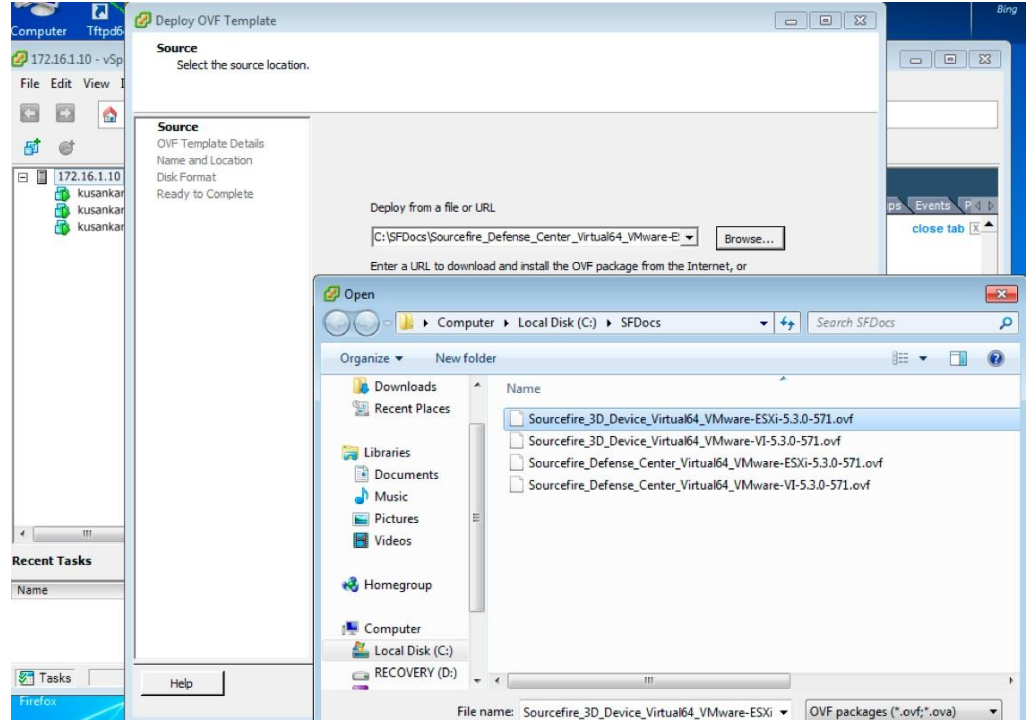 Bing
Computer Tftpd6
Deploy OVF Template
Source
Select the source location.
172.16.1.10 - vSp
File Edit View I
Source
OVF Template Details
Name and Location
Disk Format
Ready to Complete
172.16.1.10
kusankar
kusankar
kusankar
ps Events P
close tab
Deploy from a file or URL
C:\SFDocs\Sourcefire_Defense_Center_Virtual64_VMware-E
Browse...
Enter a URL to download and install the OVF package from the Internet, or
Open
Computer Local Disk (C:) SFDocs
Search SFDocs
Organize New folder
Downloads
Recent Places
Libraries
Documents
Music
Pictures
Videos
Homegroup
Computer
Local Disk (C:)
RECOVERY (D:)
Name
Sourcefire_3D_Device_Virtual64_VMware-ESXi-5.3.0-571.ovf
Sourcefire_3D_Device_Virtual64_VMware-VI-5.3.0-571.ovf
Sourcefire_Defense_Center_Virtual64_VMware-ESXi-5.3.0-571.ovf
Sourcefire_Defense_Center_Virtual64_VMware-VI-5.3.0-571.ovf
Recent Tasks
Name
Tasks
Firefox
Help
File name: Sourcefire_3D_Device_Virtual64_VMware-ESXi
OVF packages (*.ovf;*.ova)